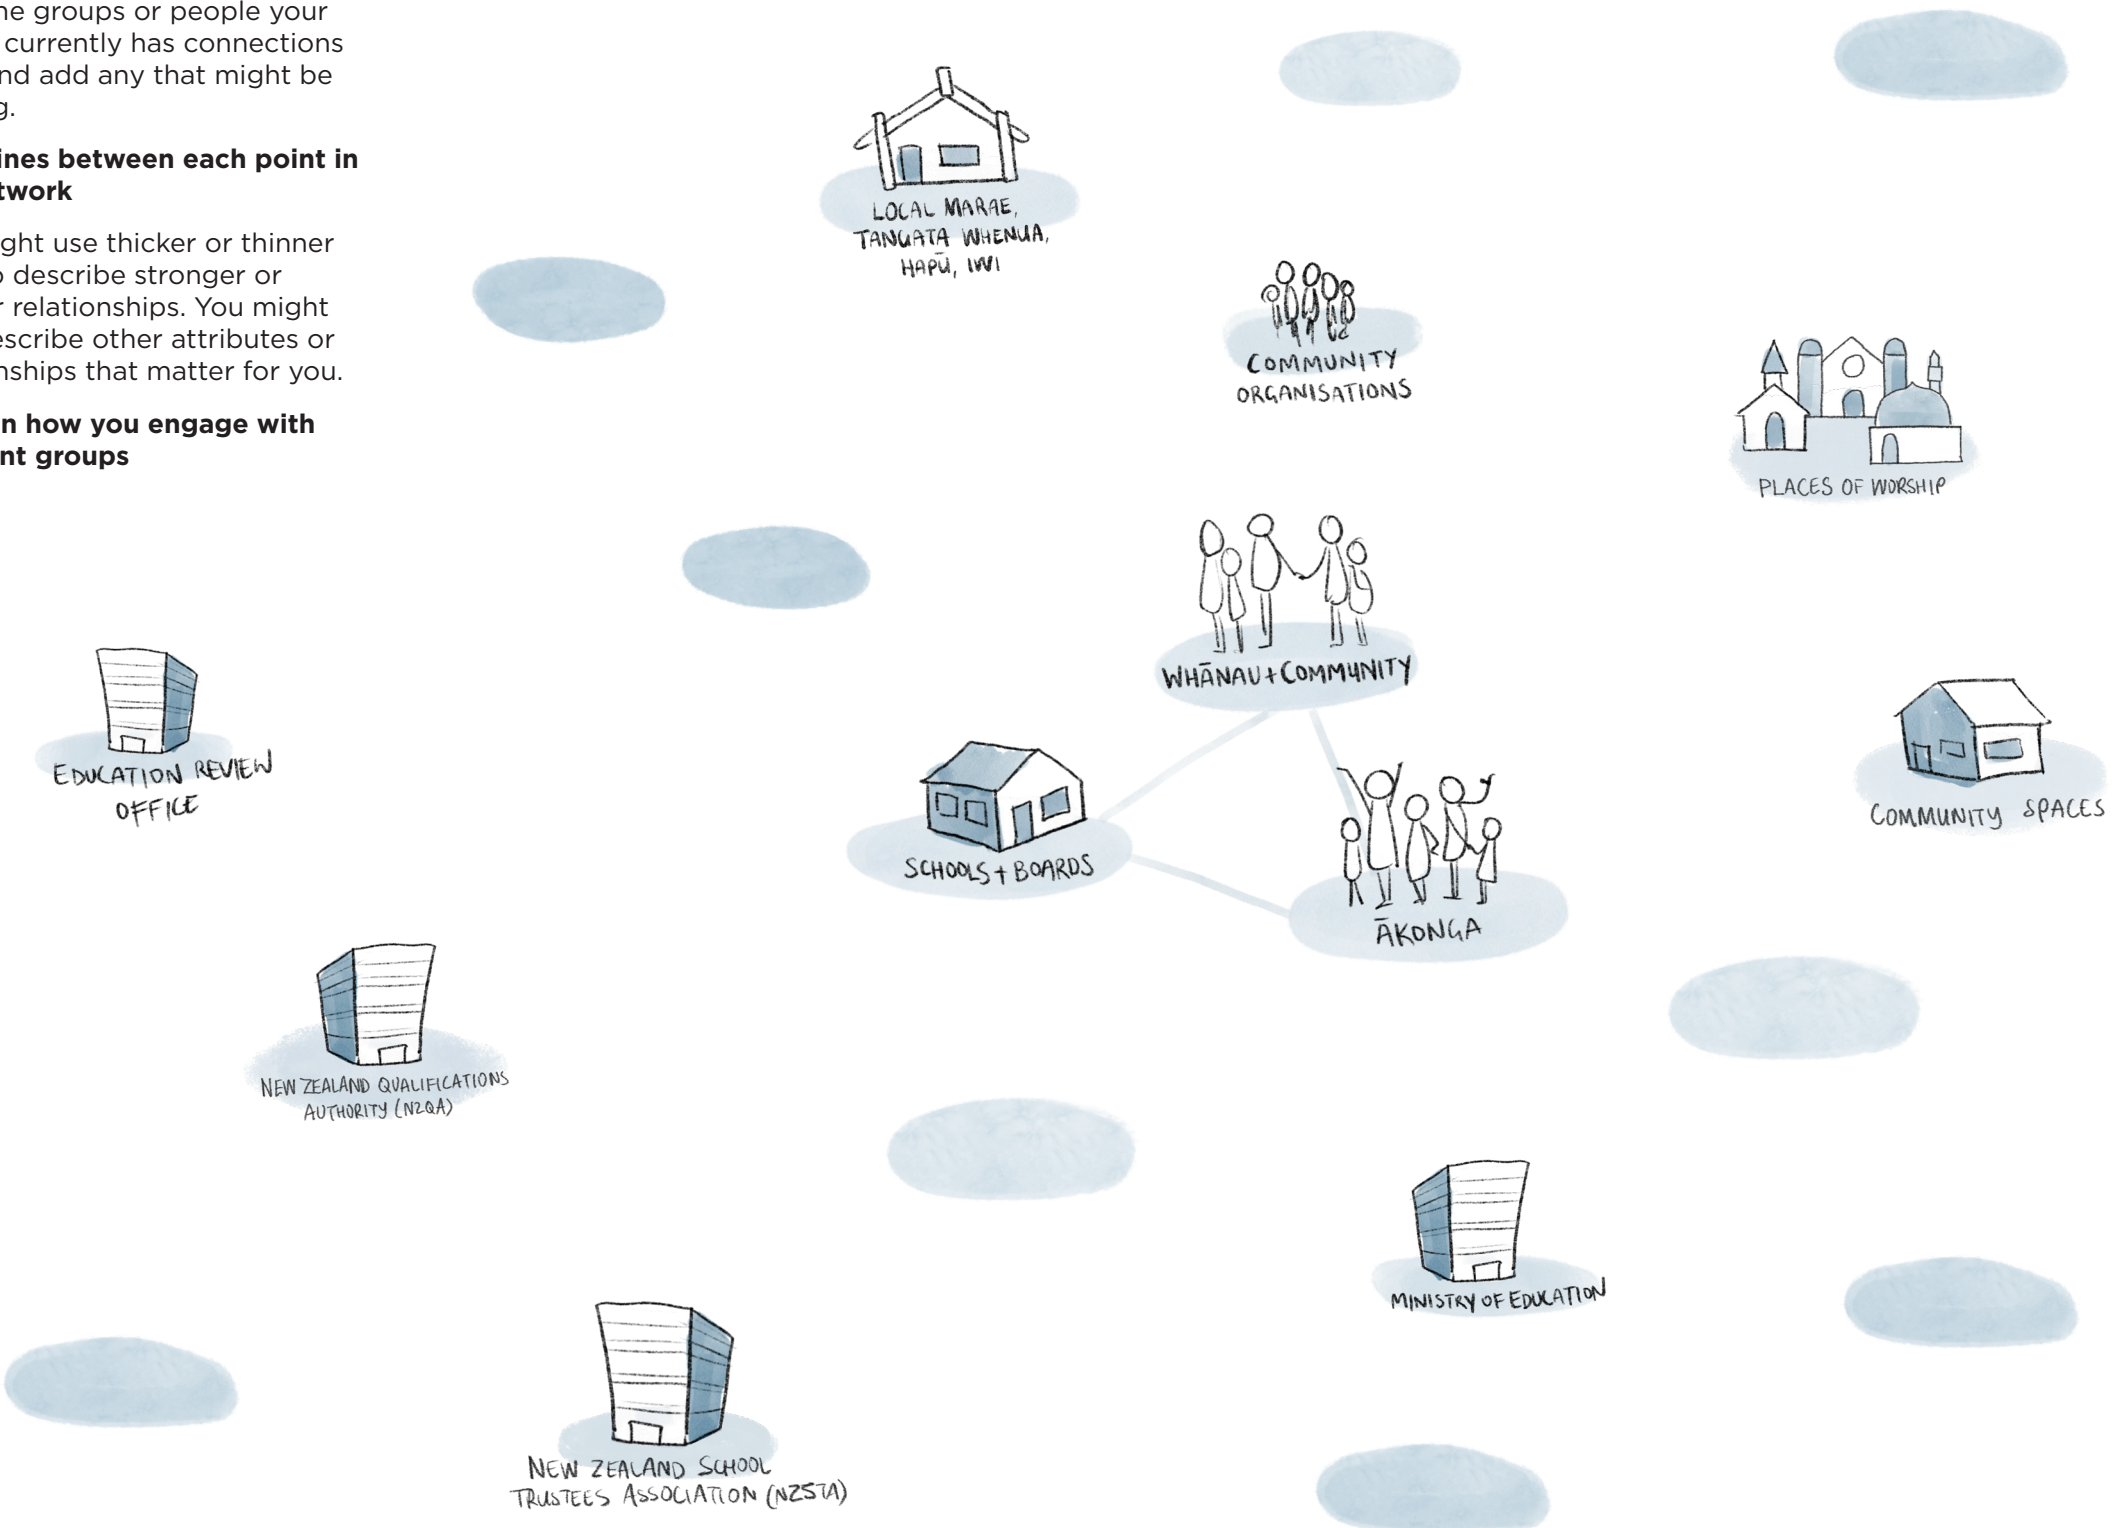 ne groups or people your
currently has connections
nd add any that might be
g.
ines between each point in
twork
ght use thicker or thinner
o describe stronger or
r relationships. You might
escribe other attributes or
nships that matter for you.
n how you engage with
nt groups
LOCAL MARAE,
TANGATA WHENUA,
HAPŪ, IWI
COMMUNITY
ORGANISATIONS
PLACES OF WORSHIP
WHĀNAU + COMMUNITY
EDUCATION REVIEW
OFFICE
SCHOOLS + BOARDS
COMMUNITY SPACES
ĀKONGA
NEW ZEALAND QUALIFICATIONS
AUTHORITY (NZQA)
MINISTRY OF EDUCATION
NEW ZEALAND SCHOOL
TRUSTEES ASSOCIATION (NZSTA)